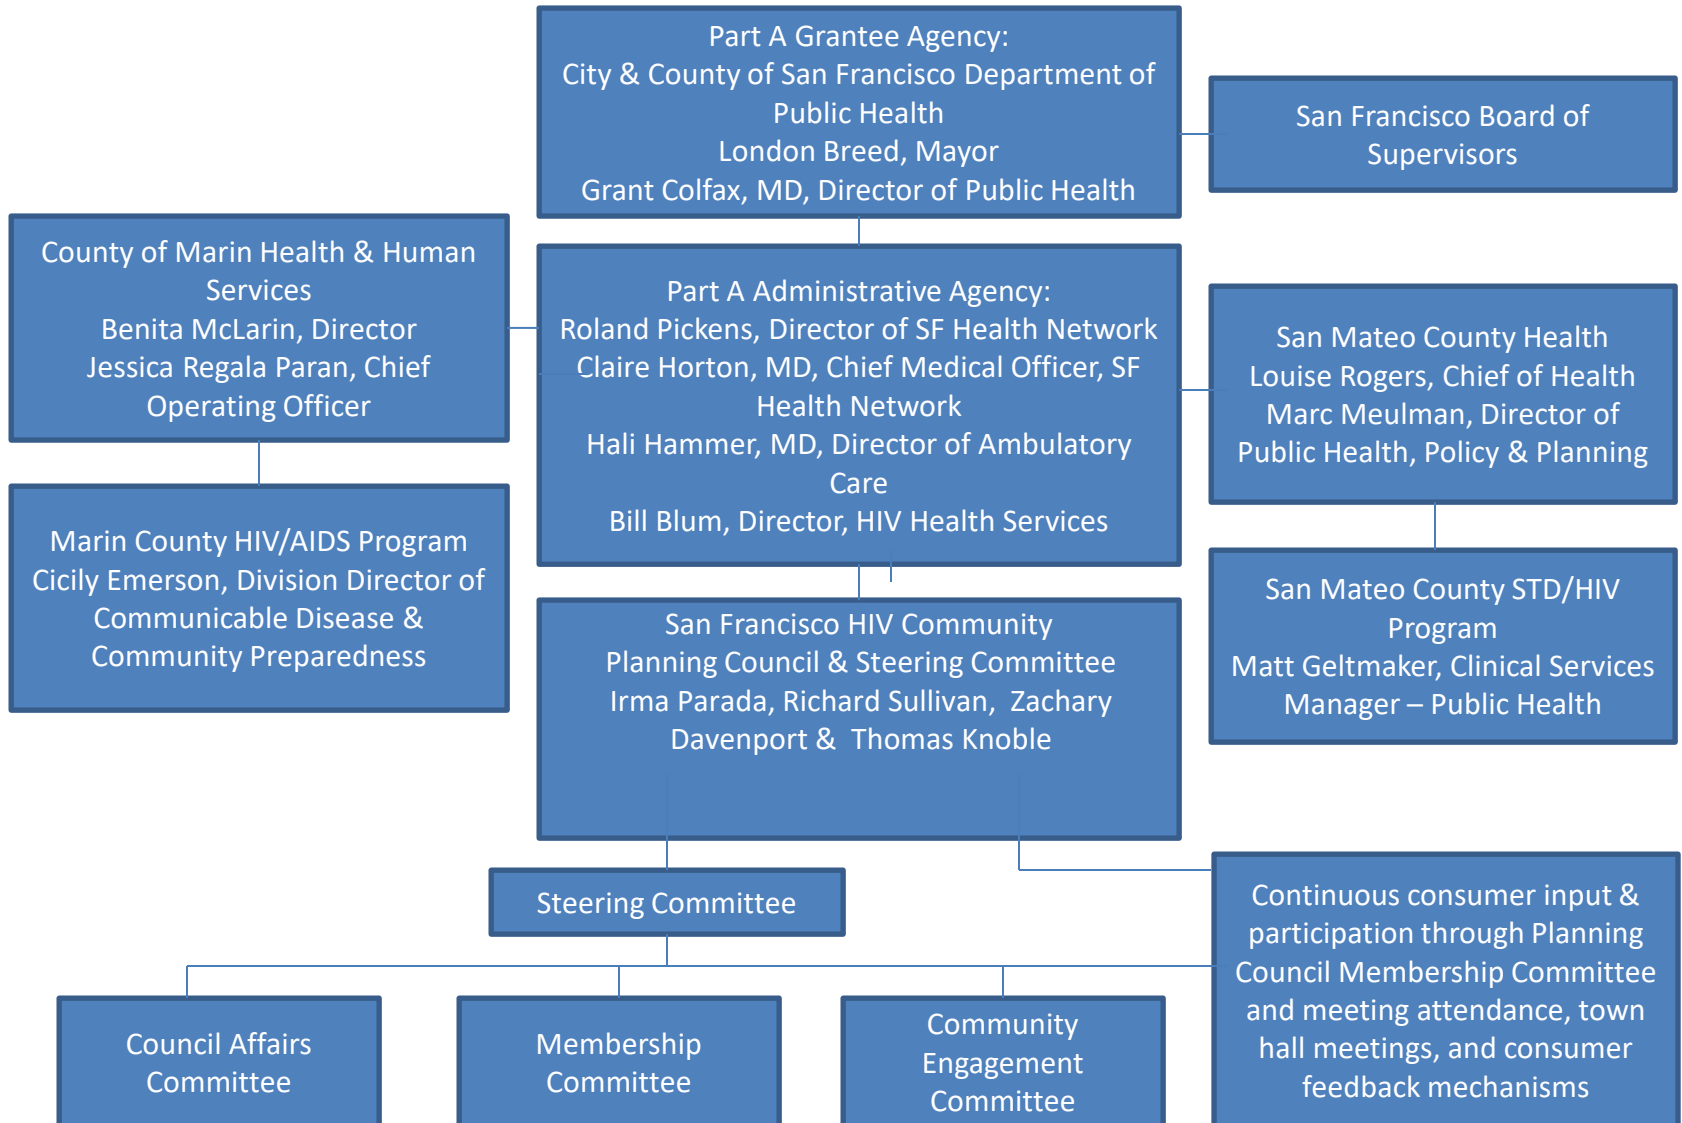 Part A Grantee Agency:
City & County of San Francisco Department of
Public Health
London Breed, Mayor
Grant Colfax, MD, Director of Public Health
San Francisco Board of
Supervisors
County of Marin Health & Human
Services
Benita McLarin, Director
Jessica Regala Paran, Chief
Operating Officer
Part A Administrative Agency:
Roland Pickens, Director of SF Health Network
Claire Horton, MD, Chief Medical Officer, SF
Health Network
Hali Hammer, MD, Director of Ambulatory
Care
Bill Blum, Director, HIV Health Services
San Mateo County Health
Louise Rogers, Chief of Health
Marc Meulman, Director of
Public Health, Policy & Planning
Marin County HIV/AIDS Program
Cicily Emerson, Division Director of
Communicable Disease &
Community Preparedness
San Francisco HIV Community
Planning Council & Steering Committee
Irma Parada, Richard Sullivan, Zachary
Davenport & Thomas Knoble
San Mateo County STD/HIV
Program
Matt Geltmaker, Clinical Services
Manager – Public Health
Steering Committee
Continuous consumer input &
participation through Planning
Council Membership Committee
and meeting attendance, town
hall meetings, and consumer
feedback mechanisms
Council Affairs
Committee
Membership
Committee
Community
Engagement
Committee